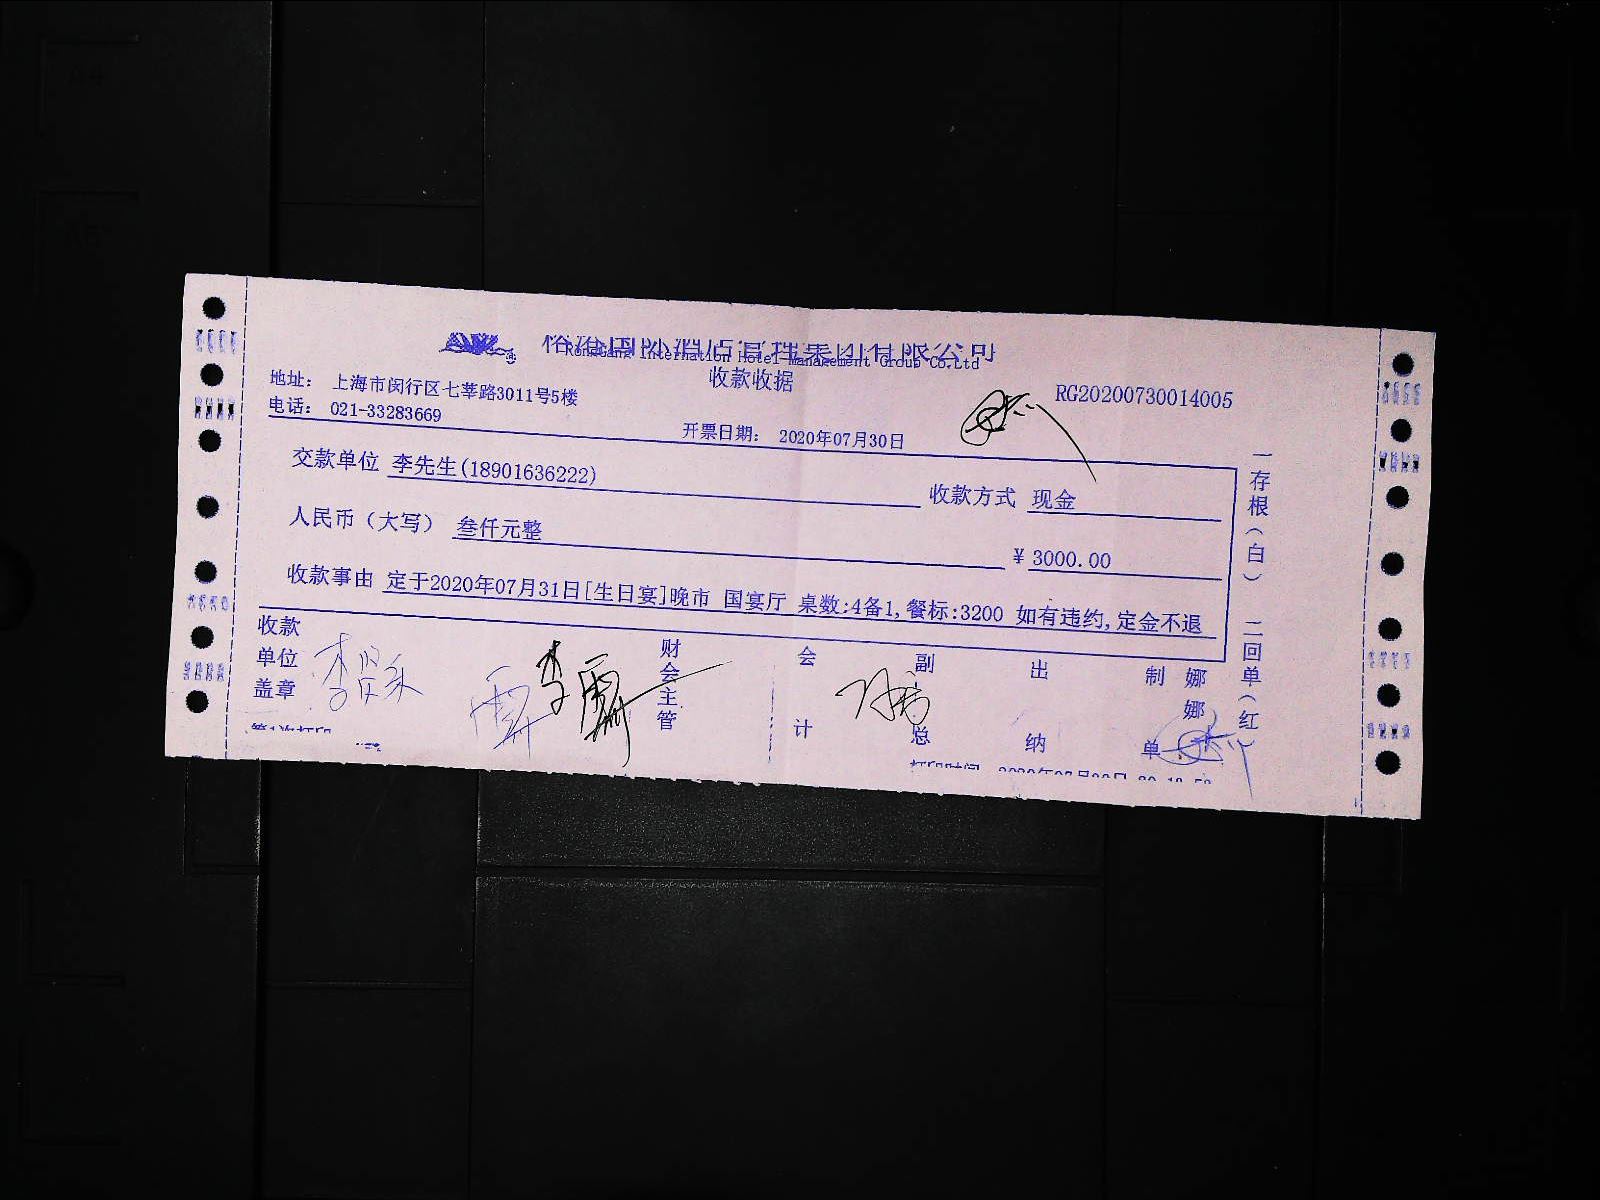 RongGang Internation Hotel Management Group Co.Ltd
收款收据
地址: 上海市闵行区七莘路3011号5楼
RG20200730014005
电话: 021-33283669
开票日期: 2020年07月30日
交款单位 李先生(18901636222)
收款方式 现金
人民币(大写) 叁仟元整
¥ 3000.00
收款事由 定于2020年07月31日[生日宴]晚市 国宴厅 桌数:4备1,餐标:3200 如有违约,定金不退
一存根(白) 二回单(红)
收款单位盖章
财会主管
会计
副总
出纳
制单
娜娜